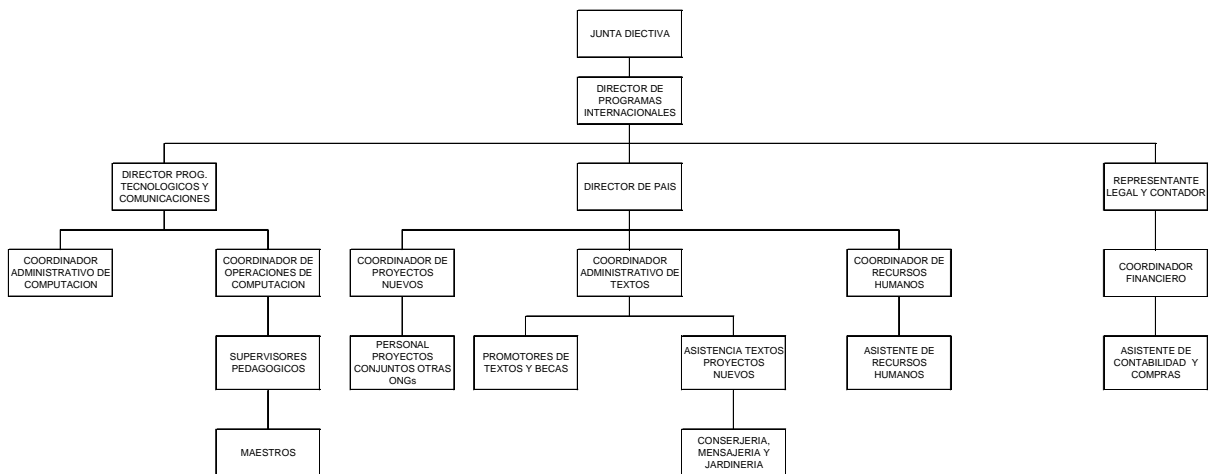 JUNTA DIECTIVA
DIRECTOR DE
PROGRAMAS
INTERNACIONALES
DIRECTOR PROG.
TECNOLOGICOS Y
COMUNICACIONES
DIRECTOR DE PAIS
REPRESENTANTE
LEGAL Y CONTADOR
COORDINADOR
ADMINISTRATIVO DE
COMPUTACION
COORDINADOR DE
OPERACIONES DE
COMPUTACION
COORDINADOR DE
PROYECTOS
NUEVOS
COORDINADOR
ADMINISTRATIVO DE
TEXTOS
COORDINADOR DE
RECURSOS
HUMANOS
COORDINADOR
FINANCIERO
SUPERVISORES
PEDAGOGICOS
PERSONAL
PROYECTOS
CONJUNTOS OTRAS
ONGs
PROMOTORES DE
TEXTOS Y BECAS
ASISTENCIA TEXTOS
PROYECTOS
NUEVOS
ASISTENTE DE
RECURSOS
HUMANOS
ASISTENTE DE
CONTABILIDAD Y
COMPRAS
MAESTROS
CONSERJERIA,
MENSAJERIA Y
JARDINERIA